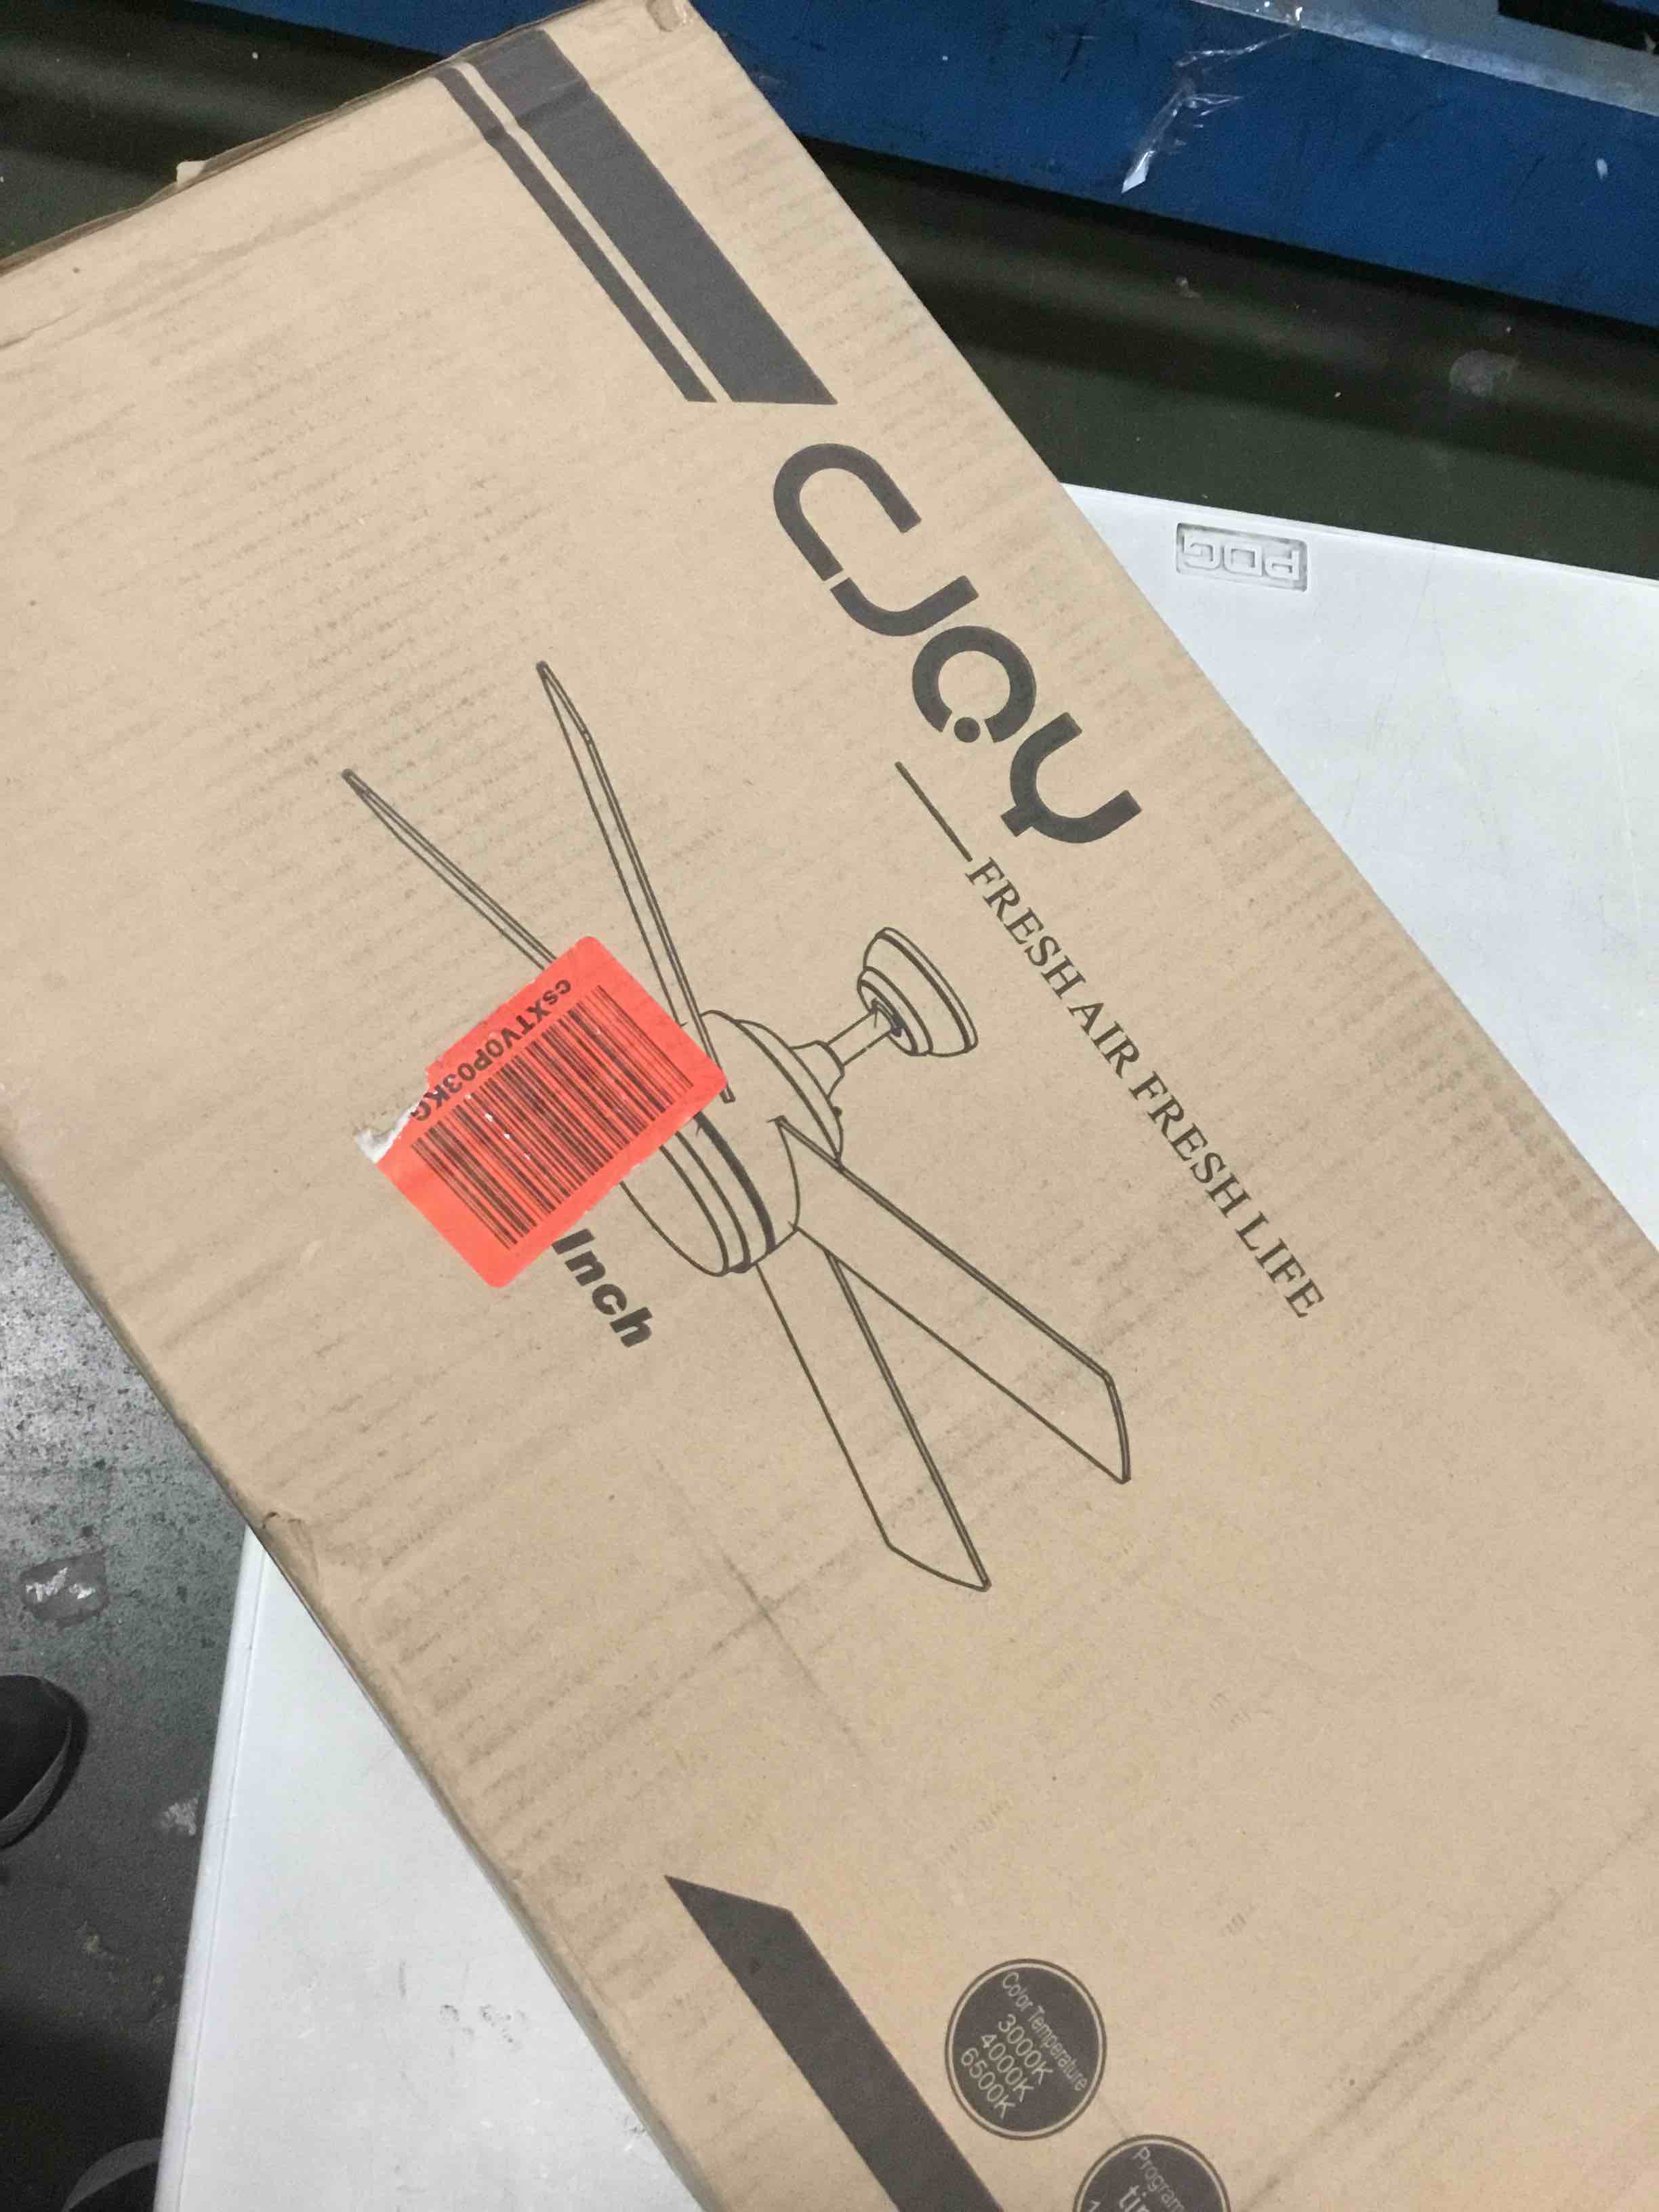 CJOY
FRESH AIR FRESH LIFE
Inch
csXTV0P03KG
PDG
Color Temperature
3000K
4000K
6500K